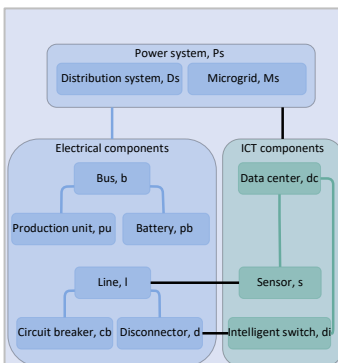 Power system, Ps
Distribution system, Ds
Microgrid, Ms
Electrical components
ICT components
Bus, b
Data center, dc
Production unit, pu
Battery, pb
Line, l
Sensor, s
Circuit breaker, cb
Disconnector, d
Intelligent switch, di